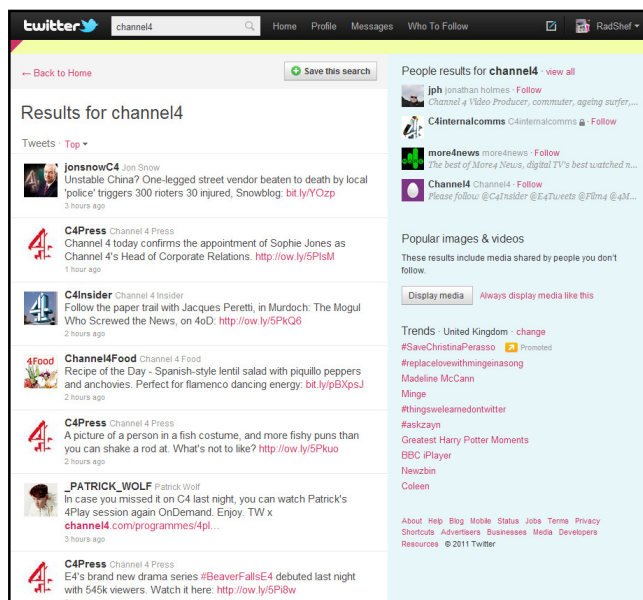 twitter
channel4
Home Profile Messages Who To Follow
RadShef
← Back to Home
Save this search
Results for channel4
Tweets · Top
jonsnowC4 Jon Snow
Unstable China? One-legged street vendor beaten to death by local
'police' triggers 300 rioters 30 injured, Snowblog: bit.ly/YOzp
3 hours ago
C4Press Channel 4 Press
Channel 4 today confirms the appointment of Sophie Jones as
Channel 4's Head of Corporate Relations. http://ow.ly/5PlsM
1 hour ago
C4Insider Channel 4 Insider
Follow the paper trail with Jacques Peretti, in Murdoch: The Mogul
Who Screwed the News, on 4oD: http://ow.ly/5PkQ6
2 hours ago
4Food
Channel4Food Channel 4 Food
Recipe of the Day - Spanish-style lentil salad with piquillo peppers
and anchovies. Perfect for flamenco dancing energy: bit.ly/pBXpsJ
2 hours ago
C4Press Channel 4 Press
A picture of a person in a fish costume, and more fishy puns than
you can shake a rod at. What's not to like? http://ow.ly/5Pkuo
2 hours ago
_PATRICK_WOLF Patrick Wolf
In case you missed it on C4 last night, you can watch Patrick's
4Play session again OnDemand. Enjoy. TW x
channel4.com/programmes/4pl...
3 hours ago
C4Press Channel 4 Press
E4's brand new drama series #BeaverFallsE4 debuted last night
with 545k viewers. Watch it here: http://ow.ly/5Pi8w
People results for channel4 · view all
jph jonathan holmes · Follow
Channel 4 Video Producer, commuter, ageing surfer,...
C4Internalcomms C4Internalcomms · Follow
more4news more4news · Follow
The best of More4 News, digital TV's best watched n...
Channel4 Channel4 · Follow
Please follow @C4Insider @E4Tweets @Film4 @4M...
Popular images & videos
These results include media shared by people you don't
follow.
Display media
Always display media like this
Trends · United Kingdom · change
#SaveChristinaPerasso Promoted
#replacelovewithmingeinasong
Madeline McCann
Minge
#thingswelearnedontwitter
#askzayn
Greatest Harry Potter Moments
BBC iPlayer
Newzbin
Coleen
About Help Blog Mobile Status Jobs Terms Privacy
Shortcuts Advertisers Businesses Media Developers
Resources © 2011 Twitter